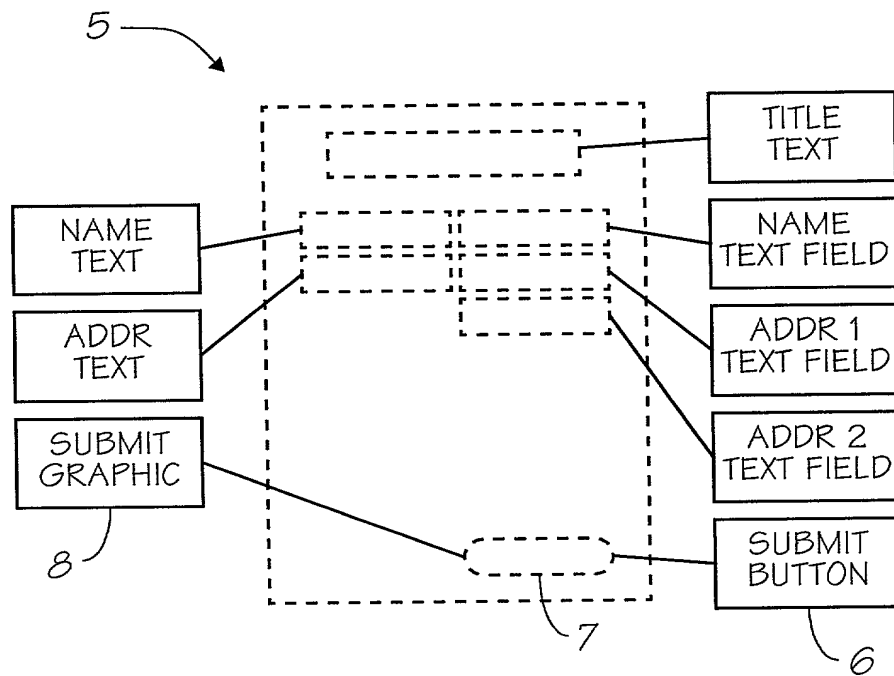 5
TITLE
TEXT
NAME
TEXT
NAME
TEXT FIELD
ADDR
TEXT
ADDR 1
TEXT FIELD
SUBMIT
GRAPHIC
ADDR 2
TEXT FIELD
SUBMIT
BUTTON
8
7
6